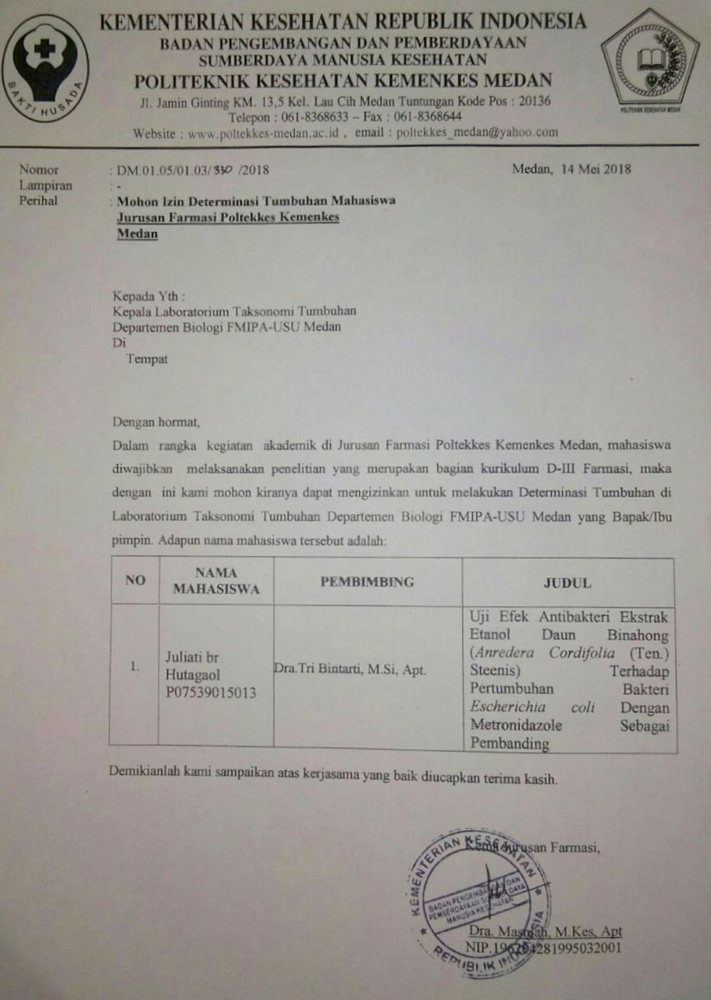 KEMENTERIAN KESEHATAN REPUBLIK INDONESIA
BADAN PENGEMBANGAN DAN PEMBERDAYAAN
SUMBERDAYA MANUSIA KESEHATAN
POLITEKNIK KESEHATAN KEMENKES MEDAN
Jl. Jamin Ginting KM. 13,5 Kel. Lau Cih Medan Tuntungan Kode Pos : 20136
Telepon : 061-8368633 – Fax : 061-8368644
Website : www.poltekkes-medan.ac.id , email : poltekkes_medan@yahoo.com
BAKTI HUSADA
POLITEKNIK KESEHATAN MEDAN
Nomor : DM.01.05/01.03/330 /2018 Medan, 14 Mei 2018
Lampiran : -
Perihal : Mohon Izin Determinasi Tumbuhan Mahasiswa
Jurusan Farmasi Poltekkes Kemenkes
Medan
Kepada Yth :
Kepala Laboratorium Taksonomi Tumbuhan
Departemen Biologi FMIPA-USU Medan
Di
Tempat
Dengan hormat,
Dalam rangka kegiatan akademik di Jurusan Farmasi Poltekkes Kemenkes Medan, mahasiswa
diwajibkan melaksanakan penelitian yang merupakan bagian kurikulum D-III Farmasi, maka
dengan ini kami mohon kiranya dapat mengizinkan untuk melakukan Determinasi Tumbuhan di
Laboratorium Taksonomi Tumbuhan Departemen Biologi FMIPA-USU Medan yang Bapak/Ibu
pimpin. Adapun nama mahasiswa tersebut adalah:
NO
NAMA
MAHASISWA
PEMBIMBING
JUDUL
1.
Juliati br
Hutagaol
P07539015013
Dra.Tri Bintarti, M.Si, Apt.
Uji Efek Antibakteri Ekstrak
Etanol Daun Binahong
(Anredera Cordifolia (Ten.)
Steenis) Terhadap
Pertumbuhan Bakteri
Escherichia coli Dengan
Metronidazole Sebagai
Pembanding
Demikianlah kami sampaikan atas kerjasama yang baik diucapkan terima kasih.
Jurusan Farmasi,
KEMENTERIAN KESEHATAN
BADAN PENGEMBANGAN DAN
PEMBERDAYAAN SUMBER DAYA
MANUSIA KESEHATAN
REPUBLIK INDONESIA
Dra. Masniah, M.Kes, Apt
NIP.196204281995032001